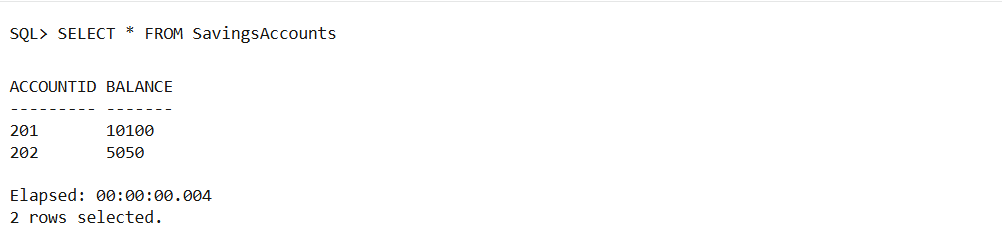 SQL> SELECT * FROM SavingsAccounts
ACCOUNTID BALANCE
--------- -------
201       10100
202       5050
Elapsed: 00:00:00.004
2 rows selected.